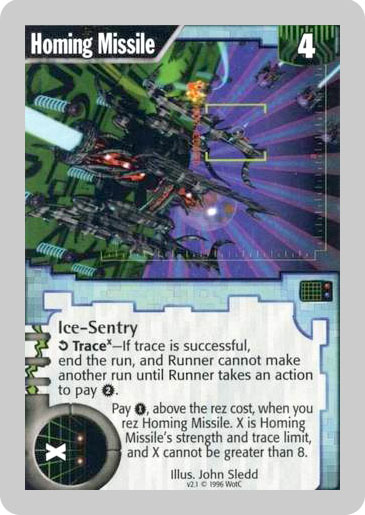 Homing Missile
4
Ice-Sentry
Trace^X—If trace is successful,
end the run, and Runner cannot make
another run until Runner takes an action
to pay 2.
Pay 1, above the rez cost, when you
rez Homing Missile. X is Homing
Missile's strength and trace limit,
and X cannot be greater than 8.
X
Illus. John Sledd
v2.1 © 1996 WotC